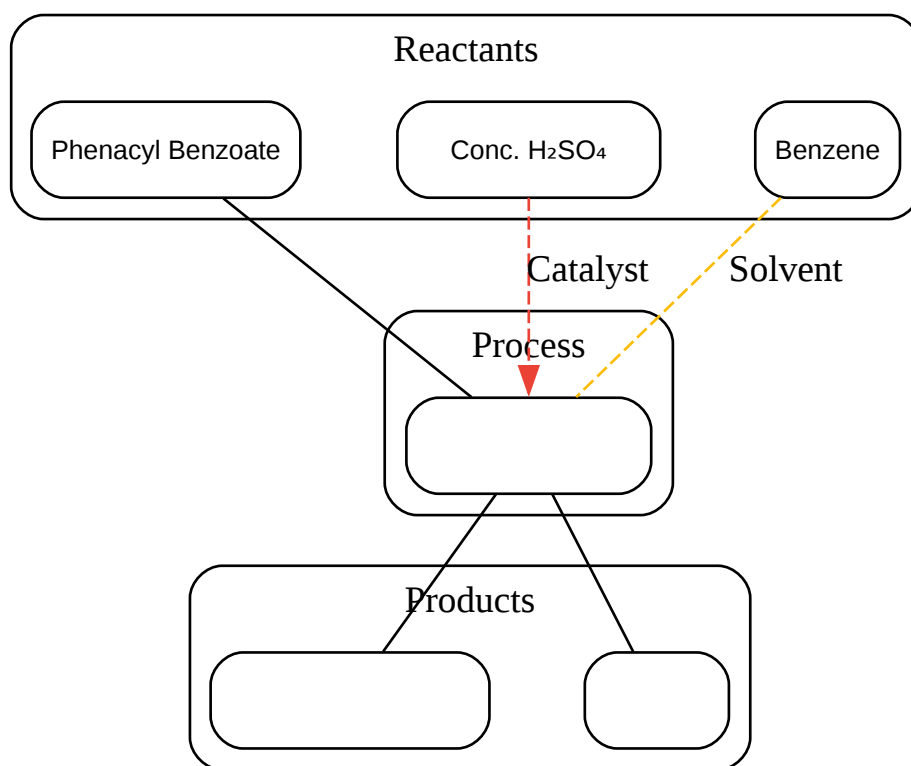 Reactants
Phenacyl Benzoate
Conc. H₂SO₄
Benzene
Catalyst
Solvent
Process
Products